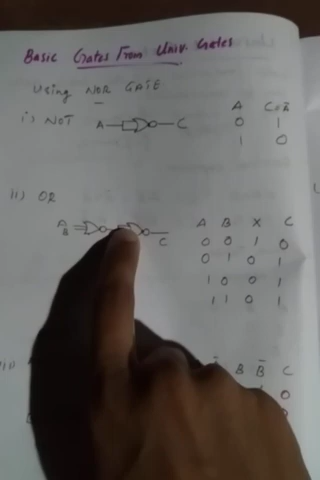 Basic Gates From Univ. Gates
Using NOR GATE
A C=Ā
i) NOT A C 0 1
1 0
ii) OR
A B X C
A
B C
0 0 1 0
0 1 0 1
1 0 0 1
1 1 0 1
B B̄ C
0